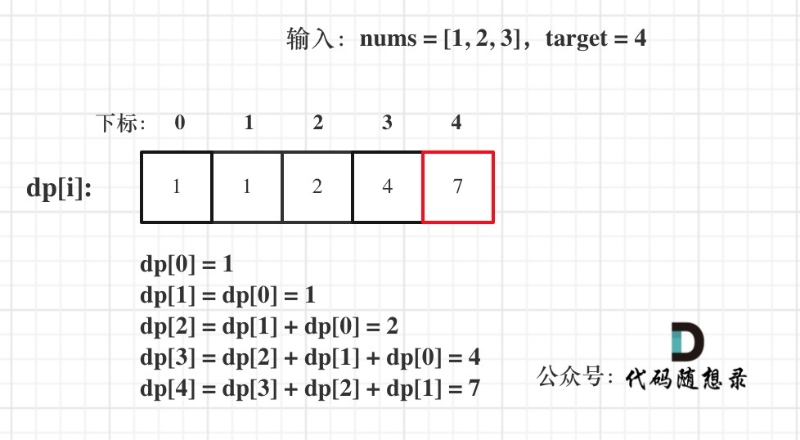 输入：nums = [1, 2, 3]，target = 4
下标： 0 1 2 3 4
dp[i]: 1 1 2 4 7
dp[0] = 1
dp[1] = dp[0] = 1
dp[2] = dp[1] + dp[0] = 2
dp[3] = dp[2] + dp[1] + dp[0] = 4
dp[4] = dp[3] + dp[2] + dp[1] = 7
D
公众号：代码随想录